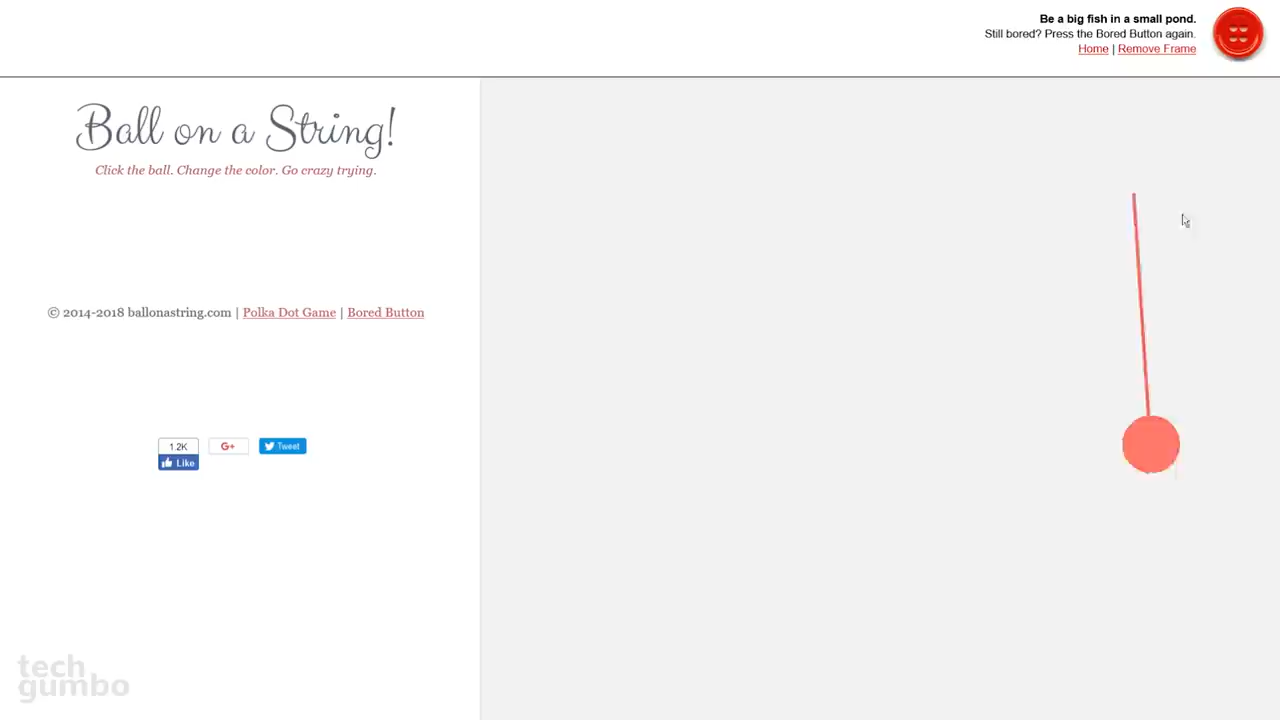 Be a big fish in a small pond.
Still bored? Press the Bored Button again.
Home | Remove Frame
Ball on a String!
Click the ball. Change the color. Go crazy trying.
© 2014-2018 ballonastring.com | Polka Dot Game | Bored Button
1.2K
G+
Tweet
Like
tech
gumbo